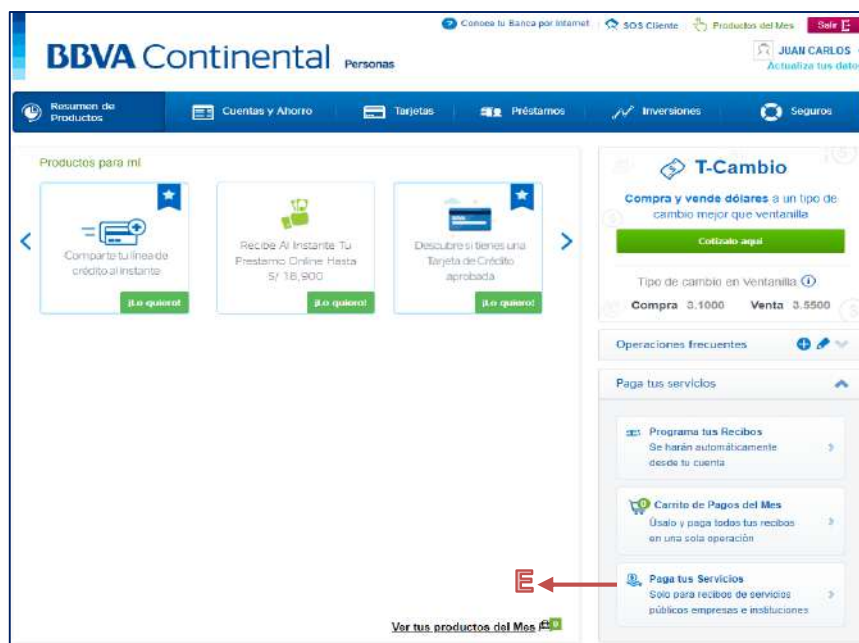 Conoce tu Banca por Internet
SOS Cliente
Productos del Mes
Salir
BBVA Continental Personas
JUAN CARLOS
Actualiza tus datos
Resumen de
Productos
Cuentas y Ahorro
Tarjetas
Préstamos
Inversiones
Seguros
Productos para mí
Comparte tu línea de
crédito al instante
¡Lo quiero!
Recibe Al Instante Tu
Prestamo Online Hasta
S/ 18,900
¡Lo quiero!
Descubre si tienes una
Tarjeta de Crédito
aprobada
¡Lo quiero!
Ver tus productos del Mes
0
T-Cambio
Compra y vende dólares a un tipo de
cambio mejor que ventanilla
Cotízalo aquí
Tipo de cambio en Ventanilla
Compra 3.1000 Venta 3.5500
Operaciones frecuentes
Paga tus servicios
Programa tus Recibos
Se harán automáticamente
desde tu cuenta
0
Carrito de Pagos del Mes
Úsalo y paga todos tus recibos
en una sola operación
E
Paga tus Servicios
Solo para recibos de servicios
públicos empresas e instituciones